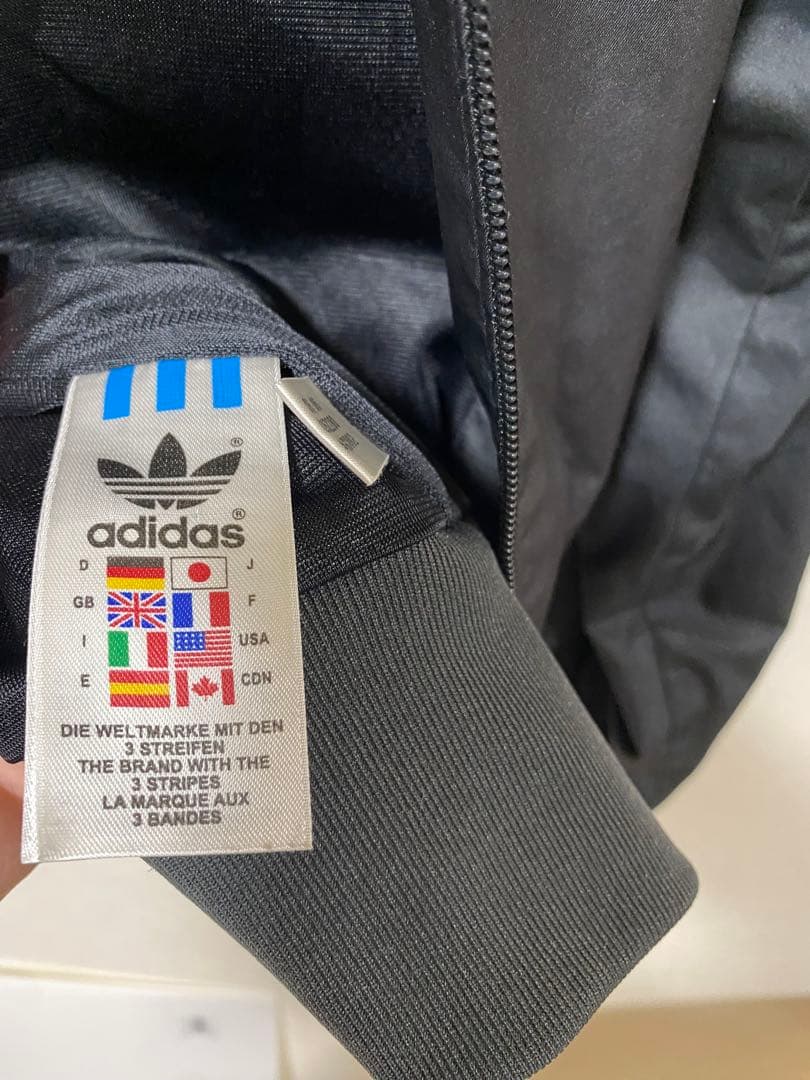 ®
adidas®
D J
GB F
I USA
E CDN
DIE WELTMARKE MIT DEN
3 STREIFEN
THE BRAND WITH THE
3 STRIPES
LA MARQUE AUX
3 BANDES